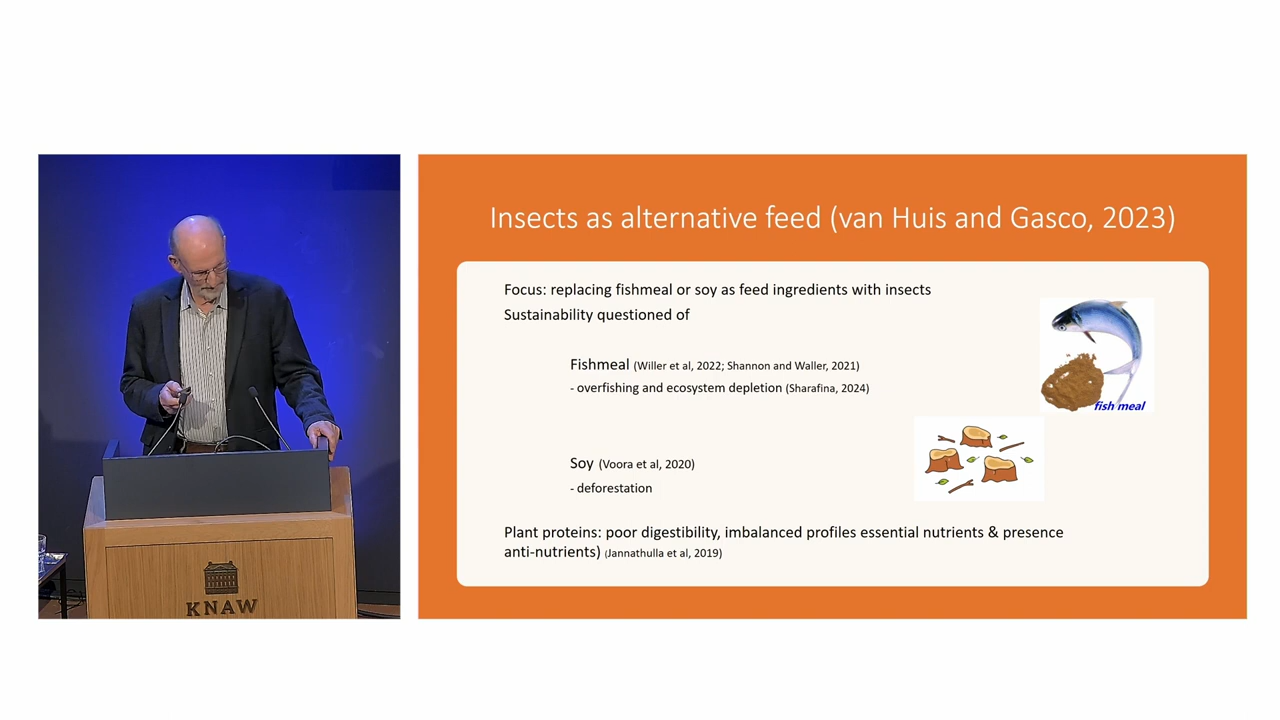 Insects as alternative feed (van Huis and Gasco, 2023)
Focus: replacing fishmeal or soy as feed ingredients with insects
Sustainability questioned of
Fishmeal (Willer et al, 2022; Shannon and Waller, 2021)
- overfishing and ecosystem depletion (Sharafina, 2024)
fish meal
Soy (Voora et al, 2020)
- deforestation
Plant proteins: poor digestibility, imbalanced profiles essential nutrients & presence
anti-nutrients) (Jannathulla et al, 2019)
KNAW